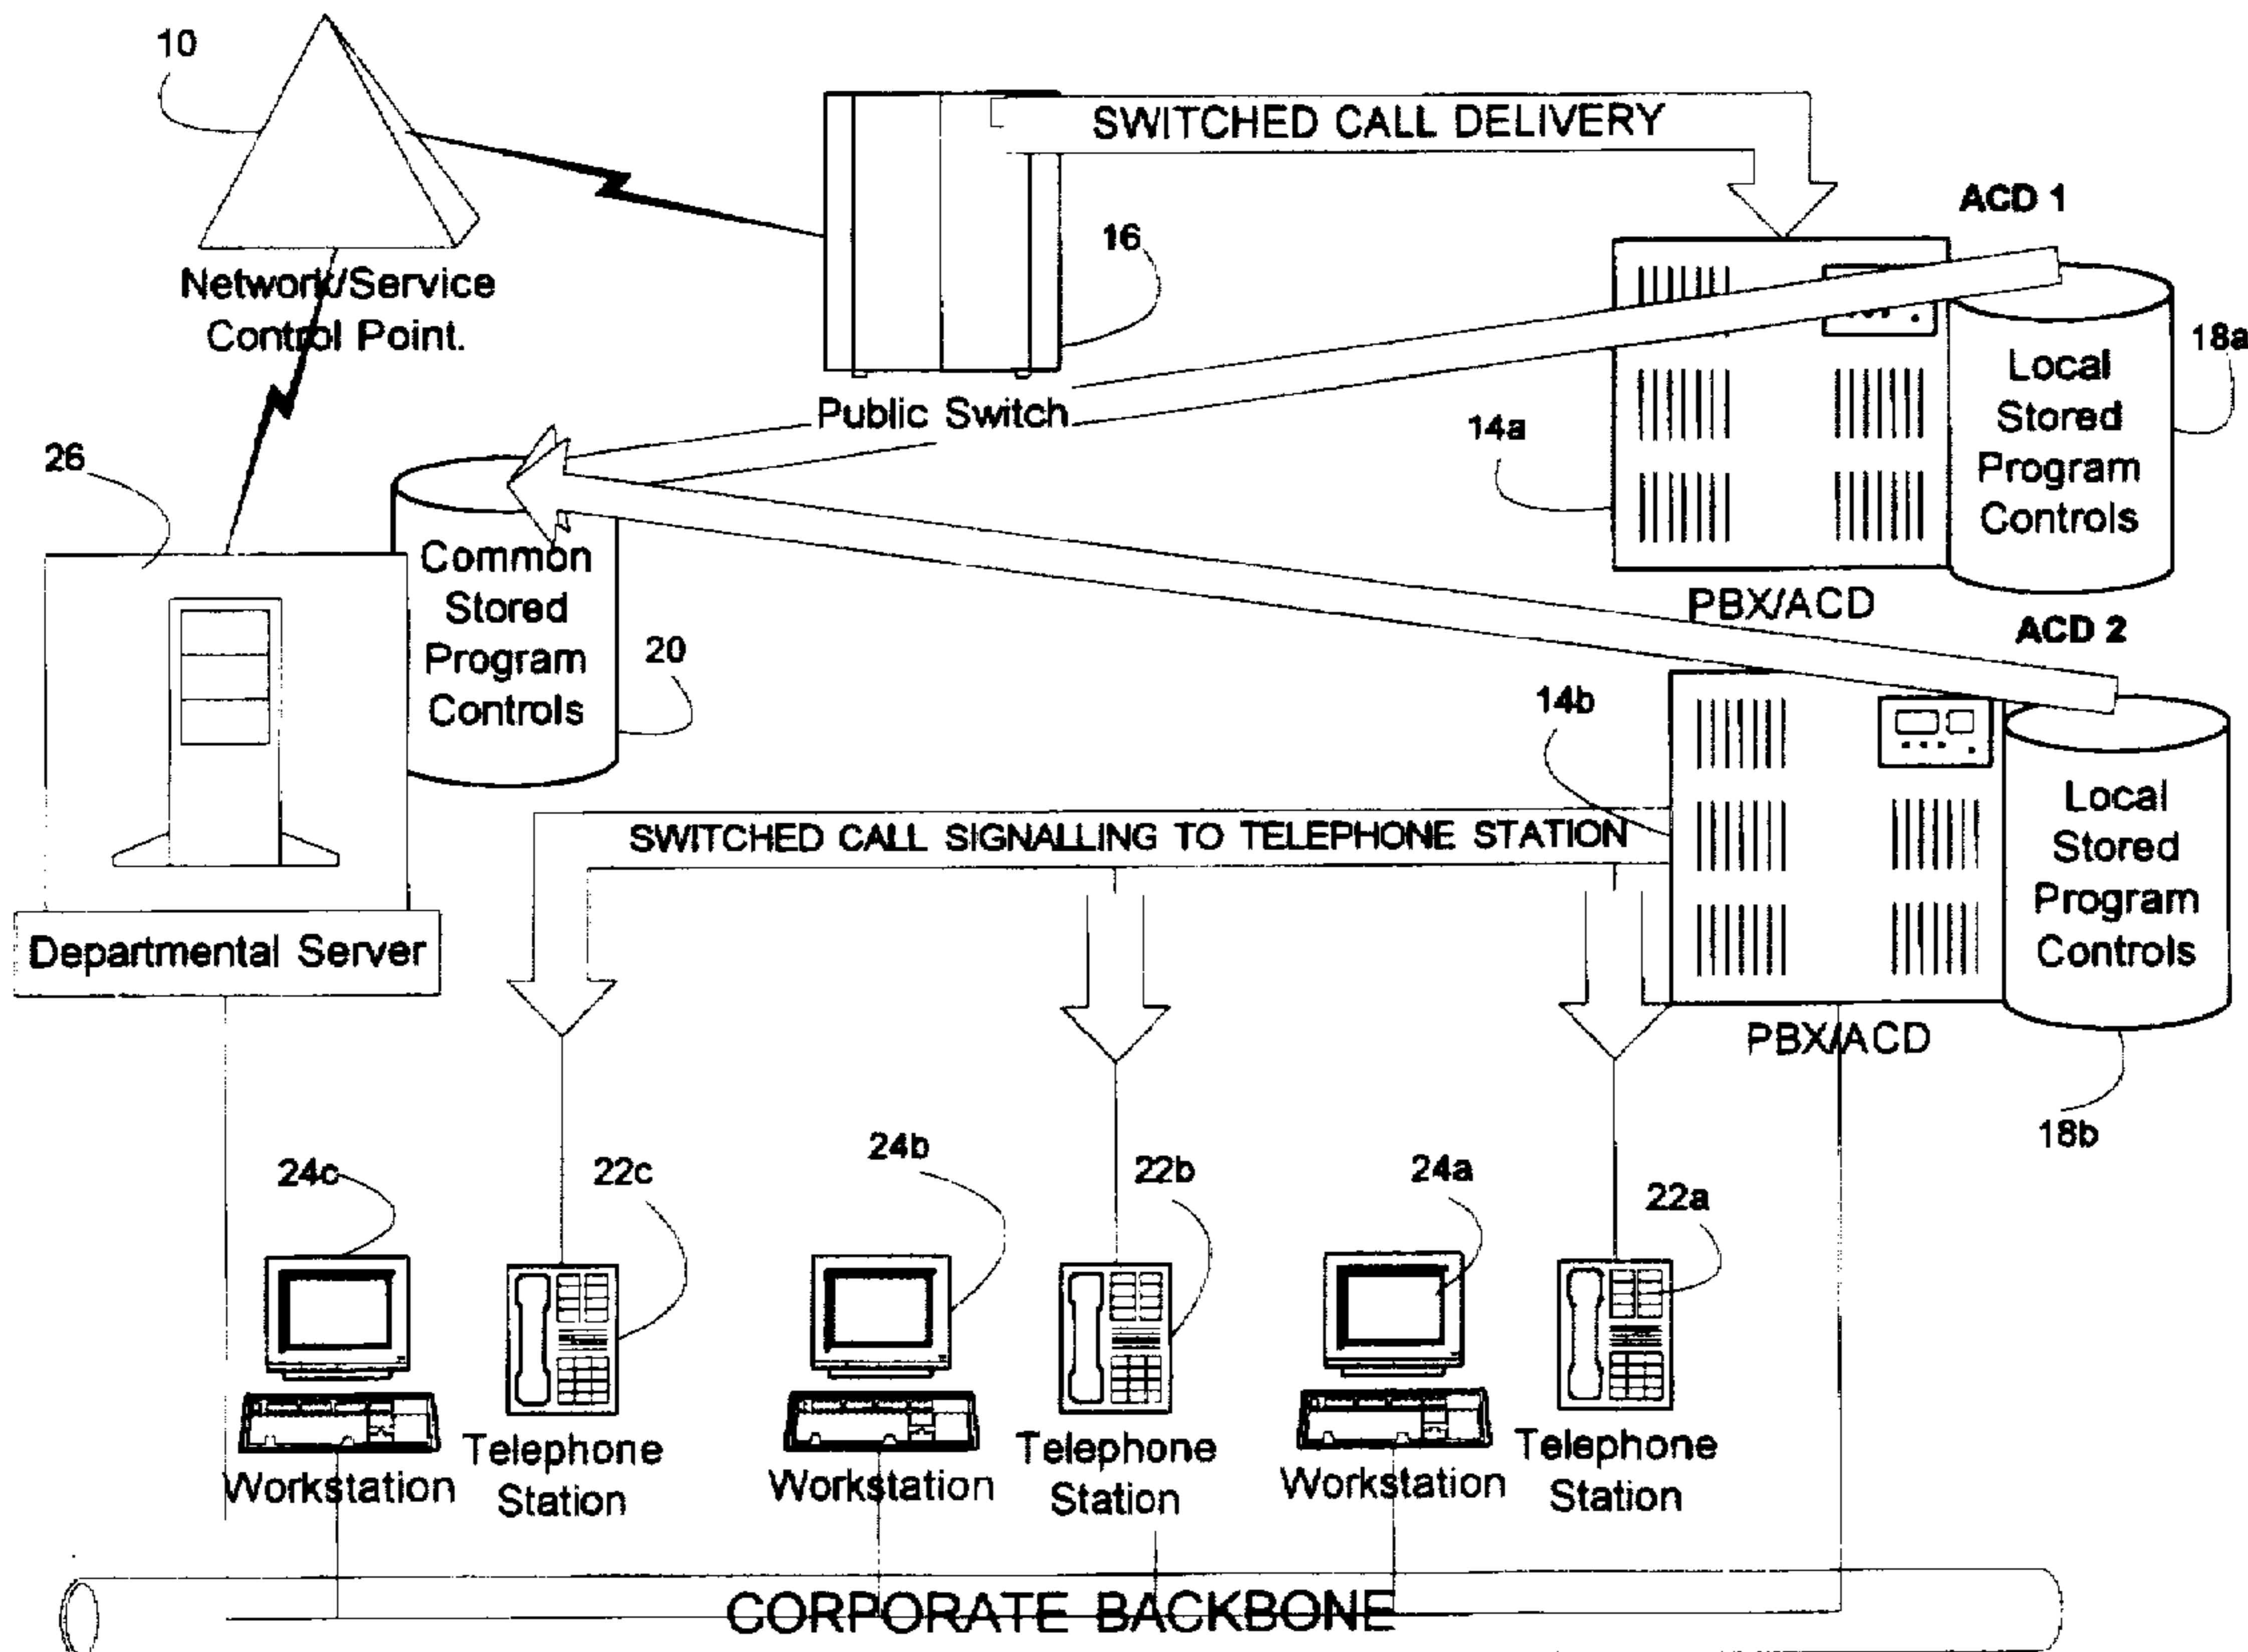 10
SWITCHED CALL DELIVERY
ACD 1
16
Network/Service
Control Point.
18a
Local
Stored
Program
Controls
Public Switch
14a
26
Common
Stored
Program
Controls
20
PBX/ACD
ACD 2
14b
Local
Stored
Program
Controls
SWITCHED CALL SIGNALLING TO TELEPHONE STATION
Departmental Server
PBX/ACD
18b
24c
22c
24b
22b
24a
22a
Workstation
Telephone
Station
Workstation
Telephone
Station
Workstation
Telephone
Station
CORPORATE BACKBONE